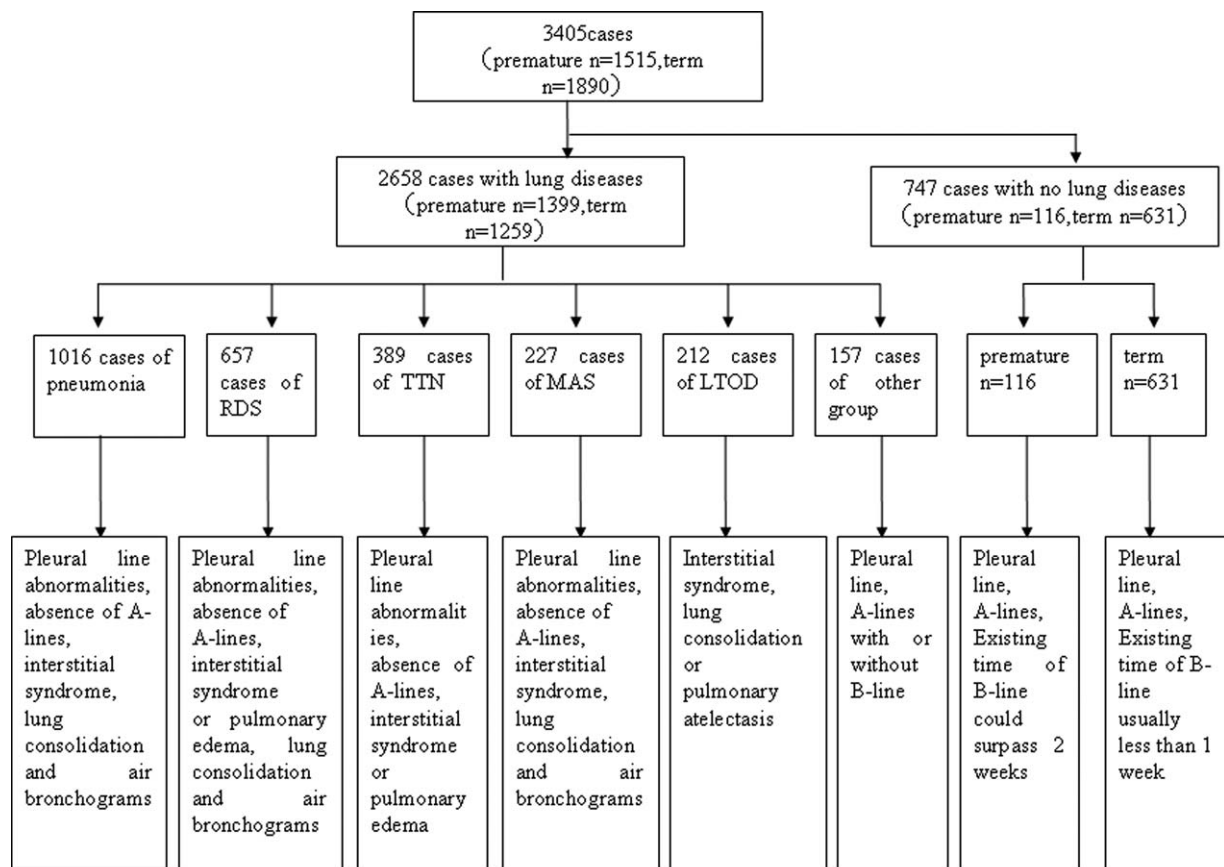 3405cases
（premature n=1515,term
n=1890）
2658 cases with lung diseases
（premature n=1399,term
n=1259）
747 cases with no lung diseases
（premature n=116,term n=631）
1016 cases of
pneumonia
657
cases of
RDS
389 cases
of TTN
227 cases
of MAS
212 cases
of LTOD
157 cases
of other
group
premature
n=116
term
n=631
Pleural line
abnormalities,
absence of A-
lines,
interstitial
syndrome,
lung
consolidation
and air
bronchograms
Pleural line
abnormalities,
absence of
A-lines,
interstitial
syndrome
or pulmonary
edema, lung
consolidation
and air
bronchograms
Pleural
line
abnormalit
ies,
absence of
A-lines,
interstitial
syndrome
or
pulmonary
edema
Pleural line
abnormalities,
absence of
A-lines,
interstitial
syndrome,
lung
consolidation
and air
bronchograms
Interstitial
syndrome,
lung
consolidation
or
pulmonary
atelectasis
Pleural
line,
A-lines
with or
without
B-line
Pleural
line,
A-lines,
Existing
time of
B-line
could
surpass 2
weeks
Pleural
line,
A-lines,
Existing
time of B-
line
usually
less than 1
week